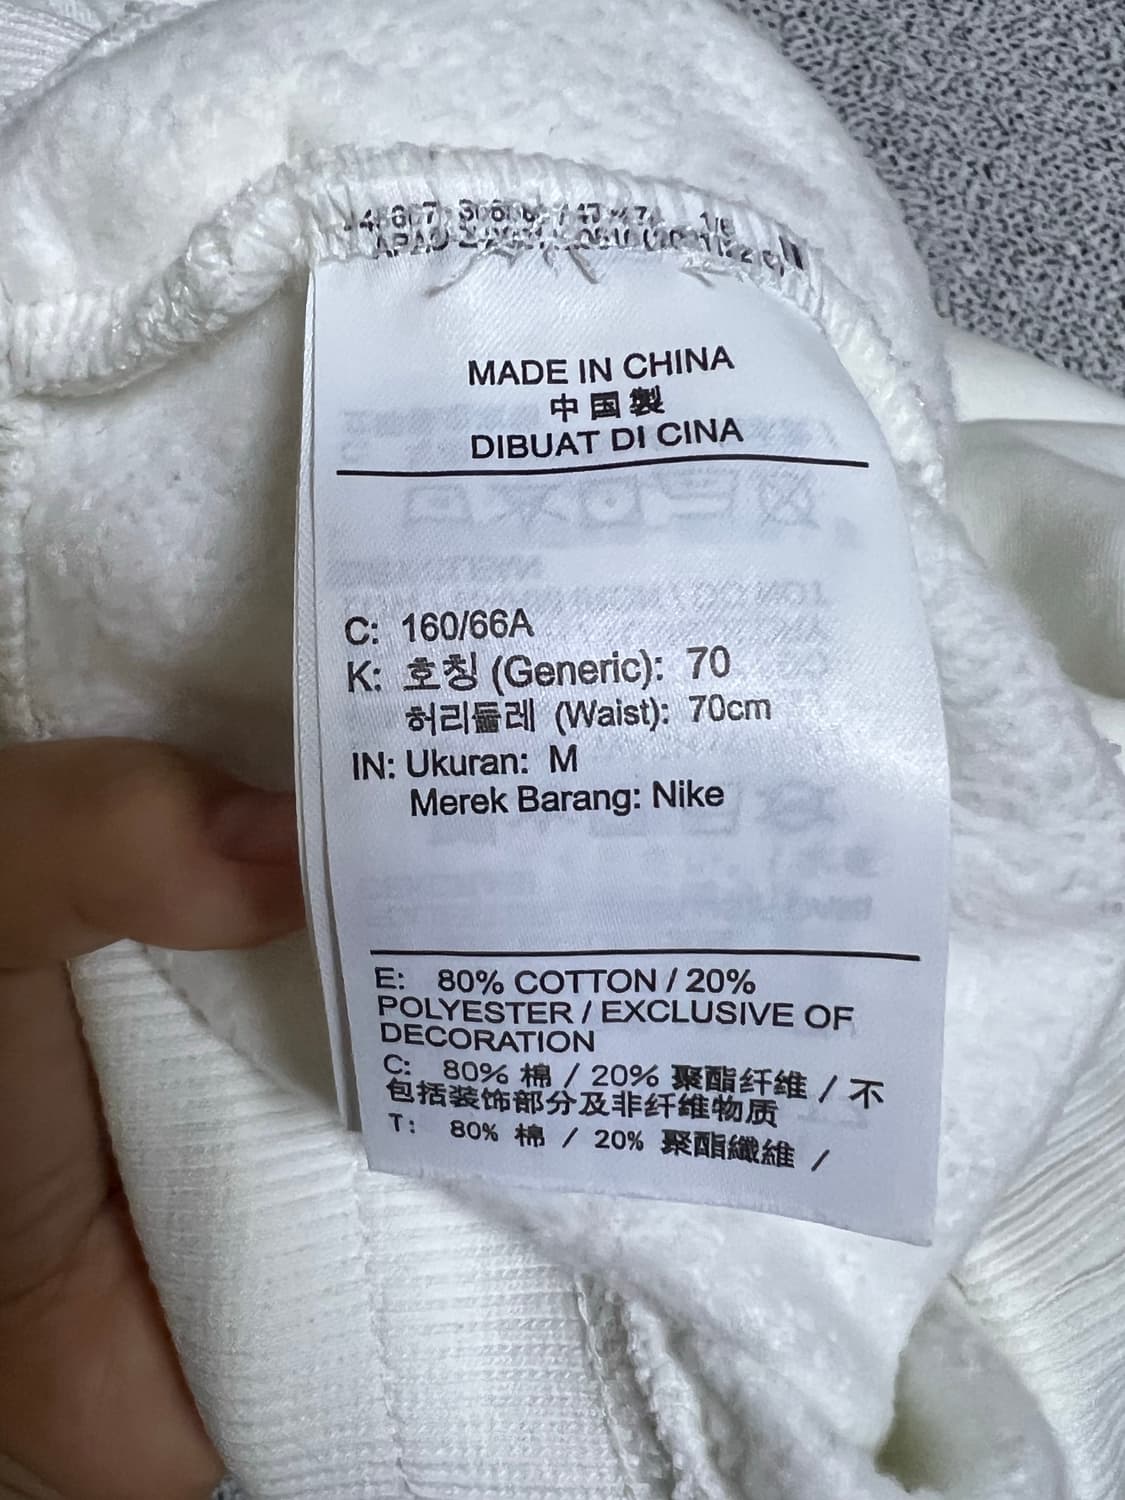 MADE IN CHINA
中国製
DIBUAT DI CINA
C: 160/66A
K: 호칭 (Generic): 70
허리둘레 (Waist): 70cm
IN: Ukuran: M
Merek Barang: Nike
E: 80% COTTON / 20%
POLYESTER / EXCLUSIVE OF
DECORATION
C: 80% 棉 / 20% 聚酯纤维 / 不
包括装饰部分及非纤维物质
T: 80% 棉 / 20% 聚酯纖維 /